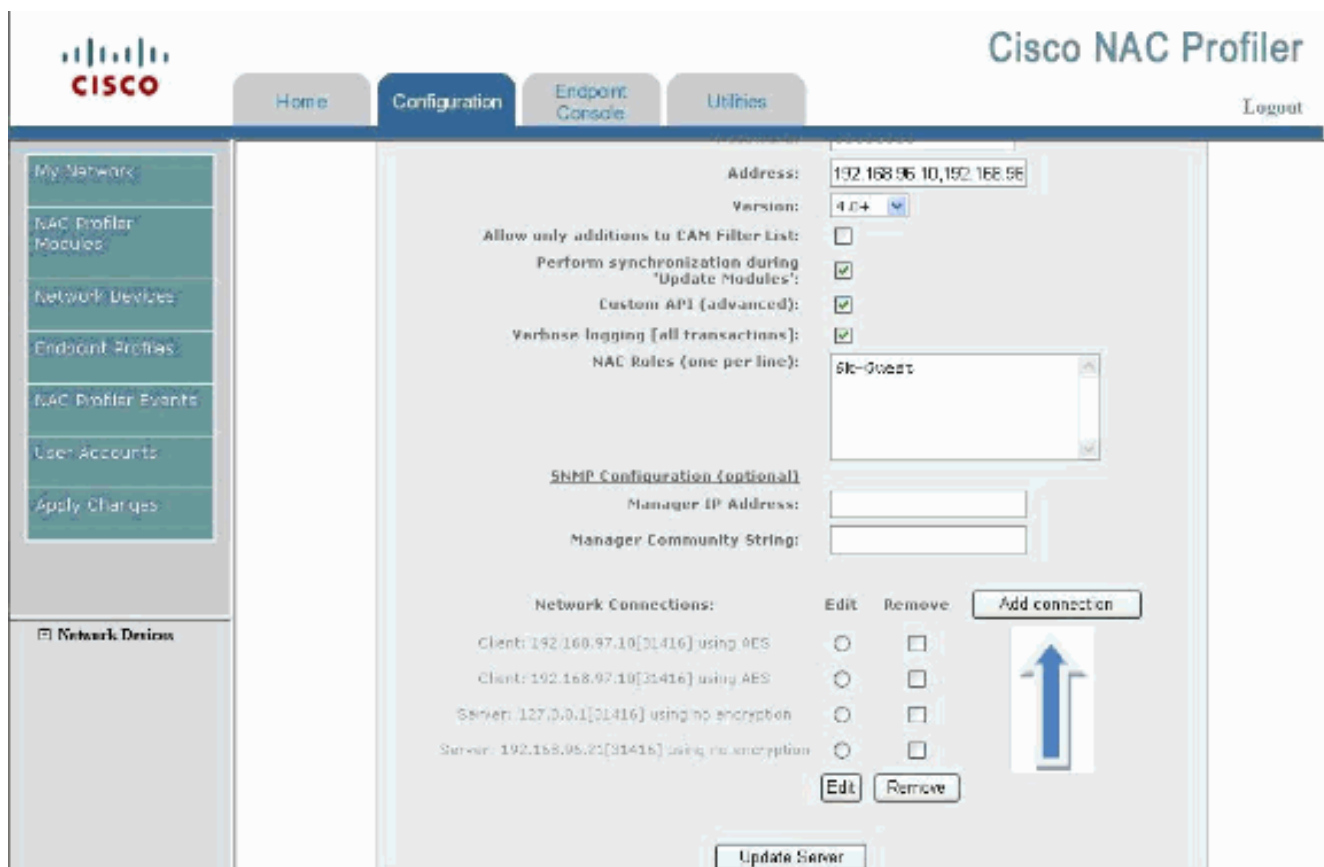 Cisco NAC Profiler
CISCO
Home
Configuration
Endpoint
Console
Utilities
Logout
My Network
NAC Profiler
Modules
Network Devices
Endpoint Profiles
NAC Profiler Events
User Accounts
Apply Changes
Network Devices
Address:
192.168.96.10,192.168.96
Version:
4.0+
Allow only additions to CAM Filter List:
Perform synchronization during
'Update Modules':
Custom API (advanced):
Verbose logging [all transactions]:
NAC Roles (one per line):
SNMP Configuration (optional)
Manager IP Address:
Manager Community String:
Network Connections:
Edit
Remove
Add connection
Client: 192.168.97.10[31416] using AES
Client: 192.168.97.10[31416] using AES
Server: 127.0.0.1[31416] using no encryption
Server: 192.168.96.21[31416] using no encryption
Edit
Remove
Update Server